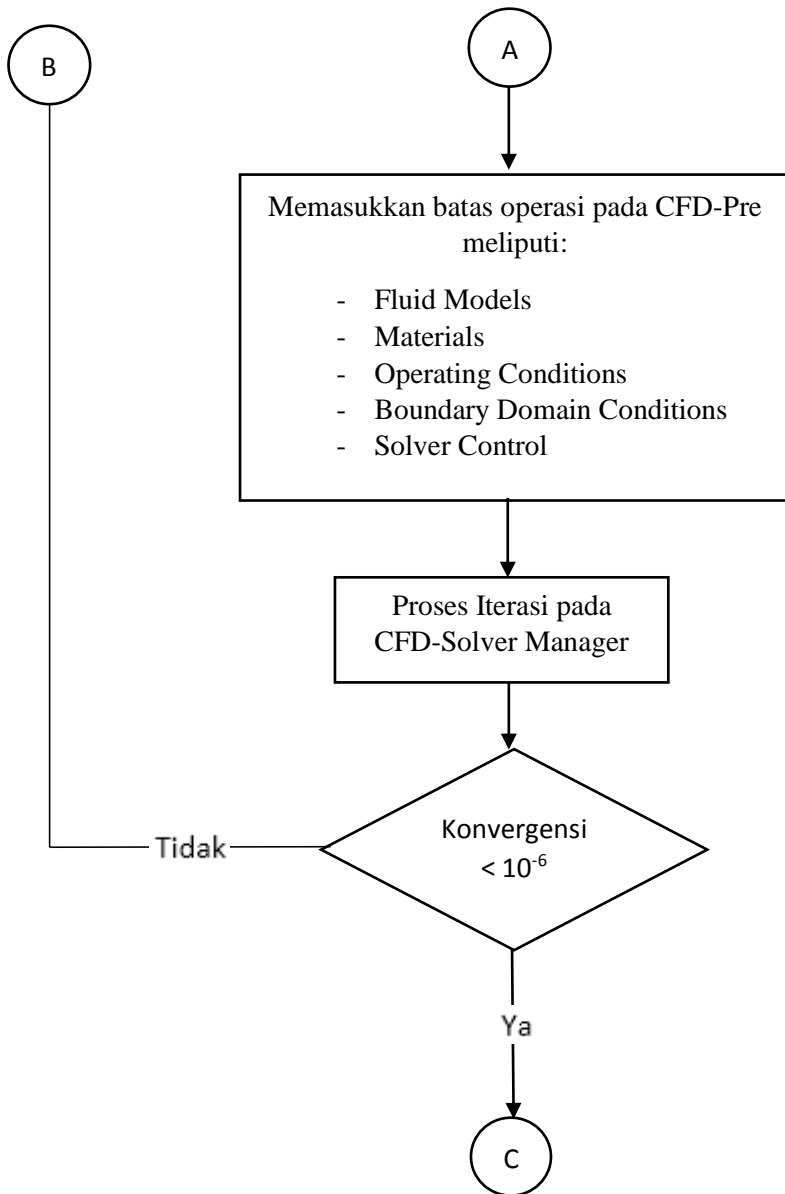 B
A
Memasukkan batas operasi pada CFD-Pre
meliputi:
- Fluid Models
- Materials
- Operating Conditions
- Boundary Domain Conditions
- Solver Control
Proses Iterasi pada
CFD-Solver Manager
Konvergensi
< 10⁻⁶
Tidak
Ya
C